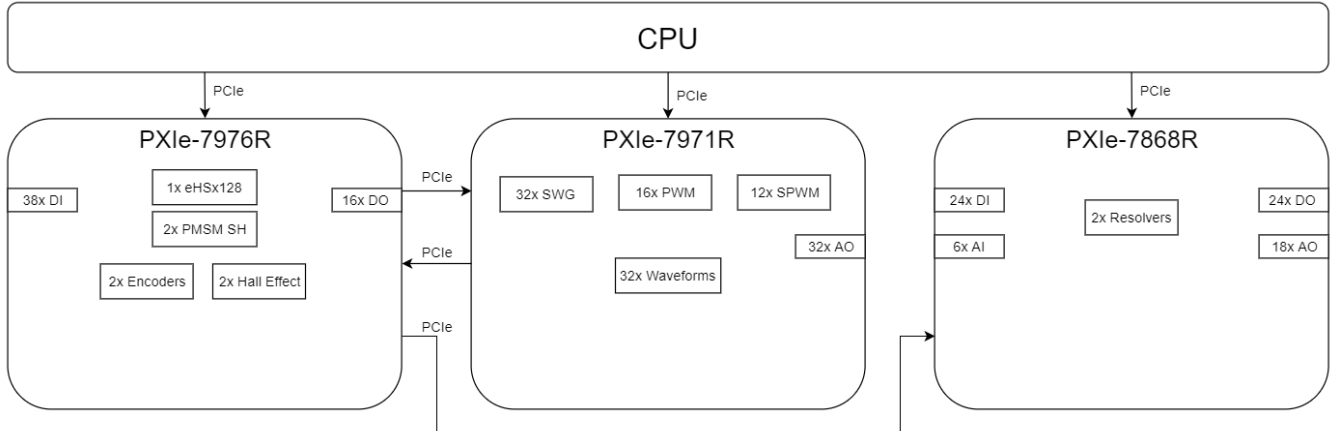 CPU
PCIe
PCIe
PCIe
PXIe-7976R
1x eHSx128
38x DI
16x DO
2x PMSM SH
2x Encoders
2x Hall Effect
PCIe
PCIe
PCIe
PXIe-7971R
32x SWG
16x PWM
12x SPWM
32x AO
32x Waveforms
PXIe-7868R
24x DI
24x DO
2x Resolvers
6x AI
18x AO